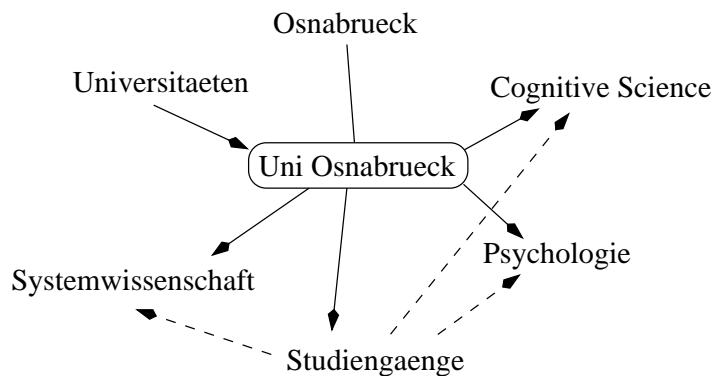 Osnabrueck
Universitaeten
Cognitive Science
Uni Osnabrueck
Psychologie
Systemwissenschaft
Studiengaenge